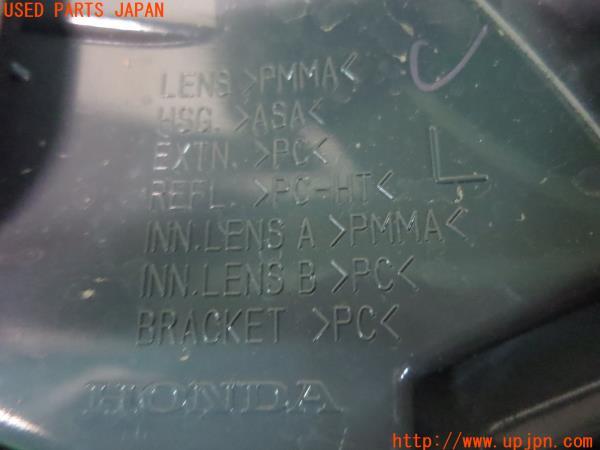 USED PARTS JAPAN
LENS >PMMA<
HSG. >ASA<
EXTN. >PC<
REFL. >PC-HT<
L
INN.LENS A >PMMA<
INN.LENS B >PC<
BRACKET >PC<
HONDA
http://www.upjpn.com/